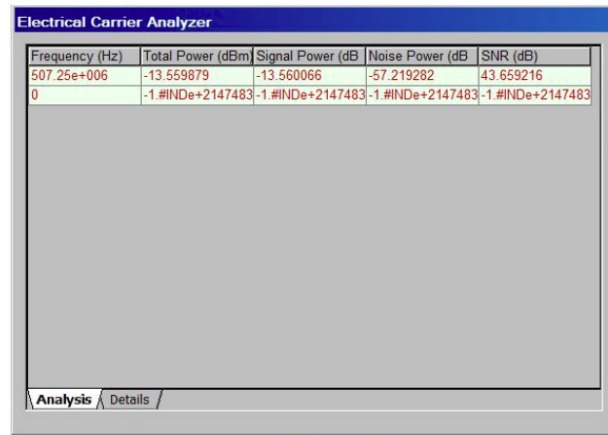 Electrical Carrier Analyzer
Frequency (Hz) Total Power (dBm) Signal Power (dB Noise Power (dB SNR (dB)
507.25e+006 -13.559879 -13.560066 -57.219282 43.659216
0 -1.#INDe+2147483 -1.#INDe+2147483 -1.#INDe+2147483 -1.#INDe+2147483
Analysis Details